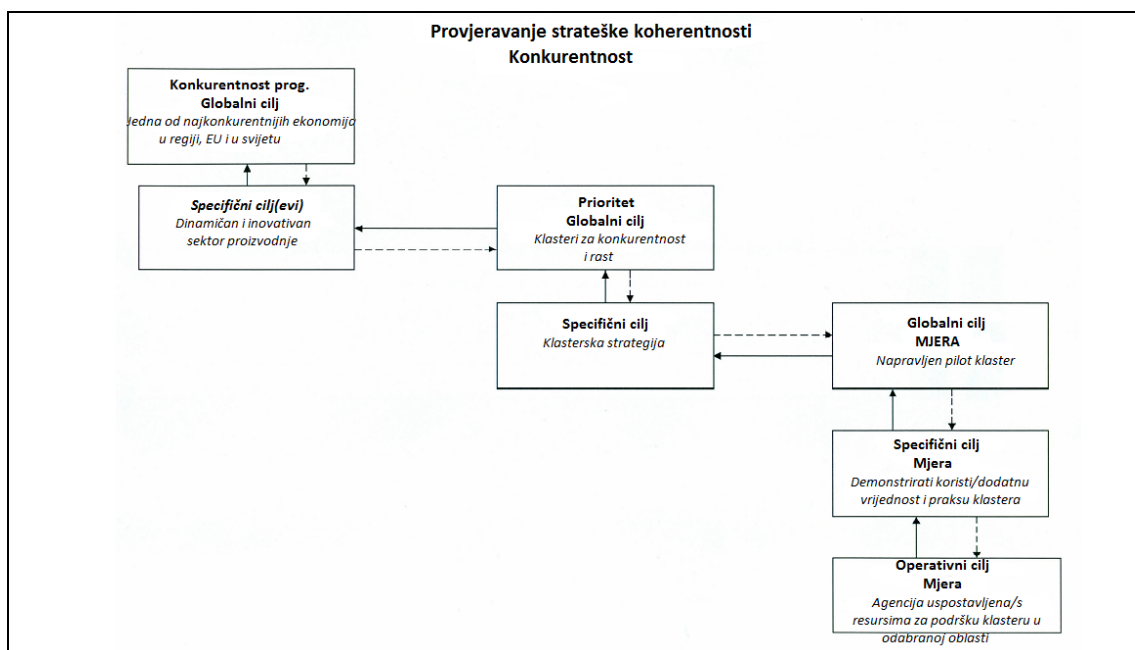 Provjeravanje strateške koherentnosti
Konkurentnost
Konkurentnost prog.
Globalni cilj
Jedna od najkonkurentnijih ekonomija
u regiji, EU i u svijetu
Specifični cilj(evi)
Dinamičan i inovativan
sektor proizvodnje
Prioritet
Globalni cilj
Klasteri za konkurentnost
i rast
Specifični cilj
Klasterska strategija
Globalni cilj
MJERA
Napravljen pilot klaster
Specifični cilj
Mjera
Demonstrirati koristi/dodatnu
vrijednost i praksu klastera
Operativni cilj
Mjera
Agencija uspostavljena/s
resursima za podršku klasteru u
odabranoj oblasti